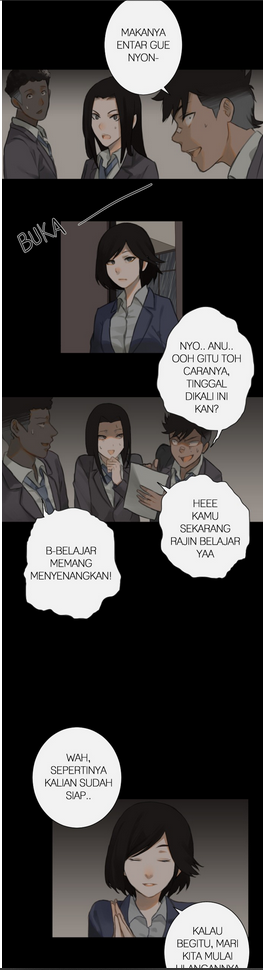 MAKANYA
ENTAR GUE
NYON-
BUKA
NYO.. ANU..
OOH GITU TOH
CARANYA,
TINGGAL
DIKALI INI
KAN?
HEEE
KAMU
SEKARANG
RAJIN BELAJAR
YAA
B-BELAJAR
MEMANG
MENYENANGKAN!
WAH,
SEPERTINYA
KALIAN SUDAH
SIAP..
KALAU
BEGITU, MARI
KITA MULAI
ULANGANNYA